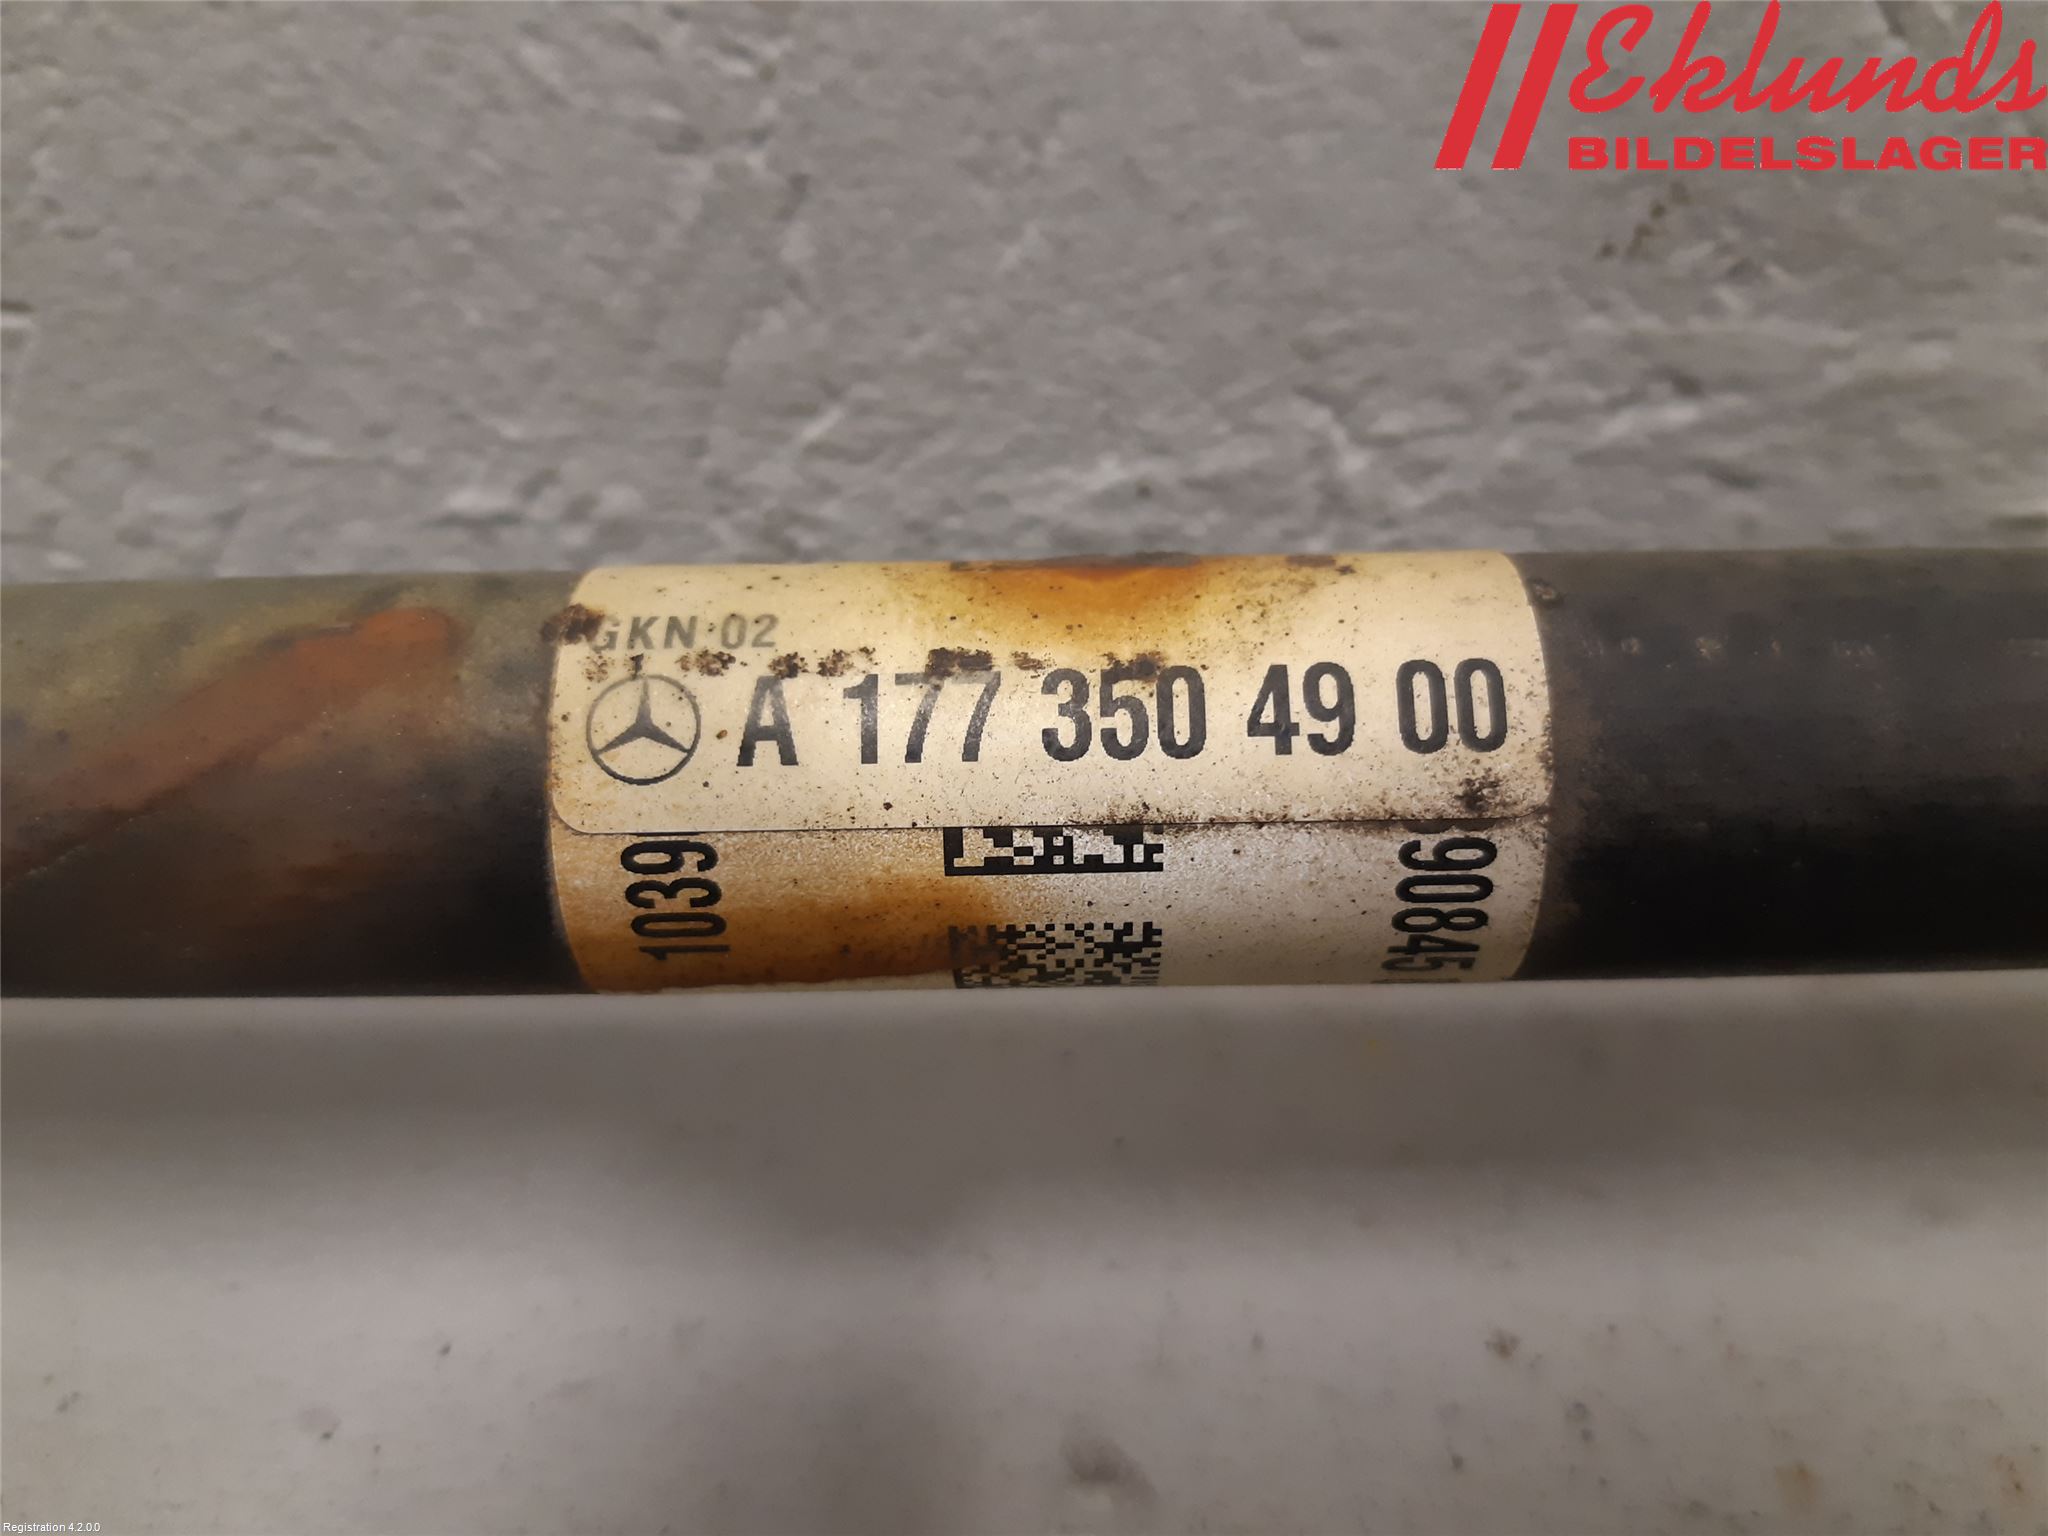 Eklunds
BILDELSLAGER
GKN 02
A 177 350 49 00
1039
90845
Registration 4.2.0.0